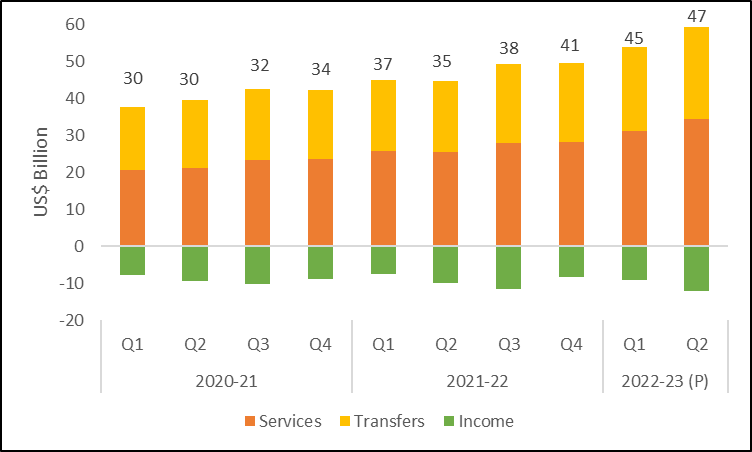 US$ Billion
60
50
40
30
20
10
0
-10
-20
30 30 32 34 37 35 38 41 45 47
Q1 Q2 Q3 Q4 Q1 Q2 Q3 Q4 Q1 Q2
2020-21 2021-22 2022-23 (P)
Services Transfers Income